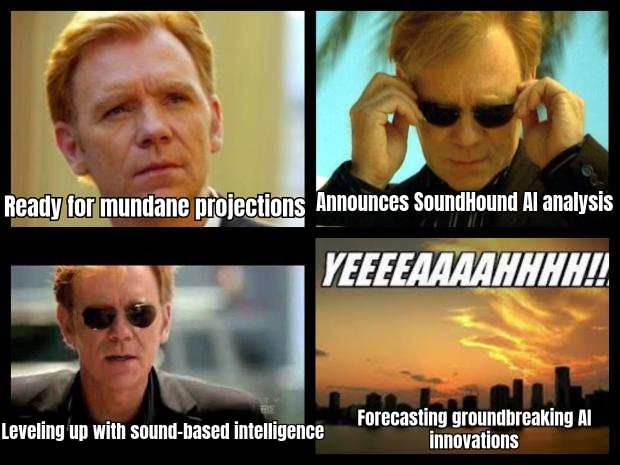 Ready for mundane projections
Announces SoundHound AI analysis
YEEEEAAAAHHHH!!!
Leveling up with sound-based intelligence
Forecasting groundbreaking AI
innovations